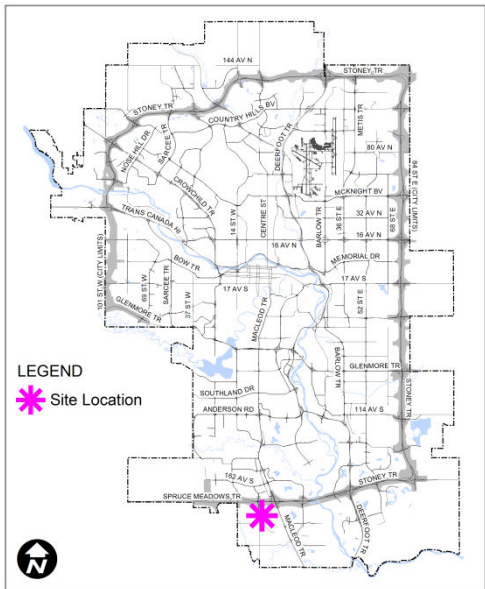 144 AV N
STONEY TR
STONEY TR
COUNTRY HILLS BV
NOSE HILL DR
SARCEE TR
DEERFOOT TR
METIS TR
80 AV N
84 ST E (CITY LIMITS)
CROWCHILD TR
MCKNIGHT BV
14 ST W
CENTRE ST
BARLOW TR
36 ST E
32 AV N
68 ST E
TRANS CANADA HI
16 AV N
16 AV N
101 ST W (CITY LIMITS)
BOW TR
MEMORIAL DR
69 ST W
SARCEE TR
37 ST W
17 AV S
17 AV S
MACLEOD TR
52 ST E
GLENMORE TR
BARLOW TR
GLENMORE TR
LEGEND
Site Location
SOUTHLAND DR
STONEY TR
ANDERSON RD
114 AV S
162 AV S
STONEY TR
SPRUCE MEADOWS TR
MACLEOD TR
DEERFOOT TR
N